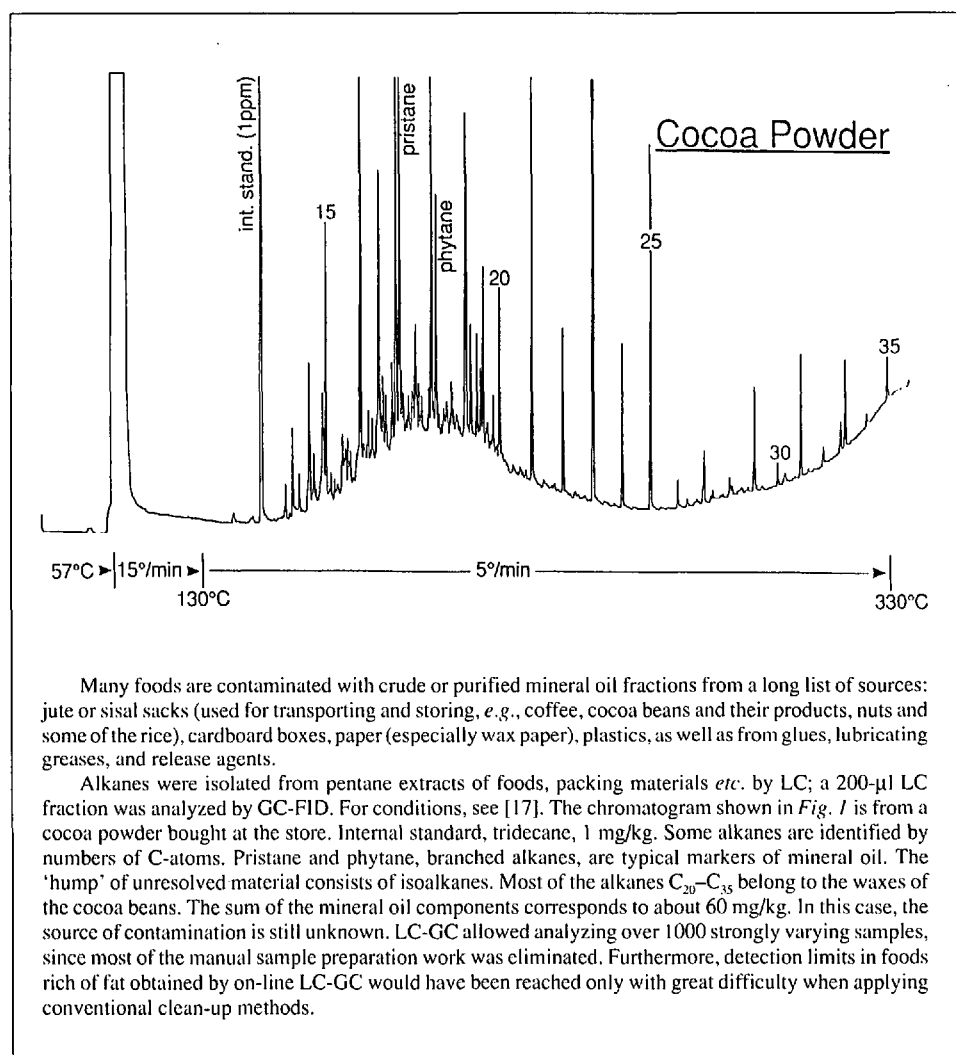 Cocoa Powder
int. stand. (1ppm)
15
pristane
phytane
20
25
30
35
57°C
15°/min
130°C
5°/min
330°C
Many foods are contaminated with crude or purified mineral oil fractions from a long list of sources:
jute or sisal sacks (used for transporting and storing, e.g., coffee, cocoa beans and their products, nuts and
some of the rice), cardboard boxes, paper (especially wax paper), plastics, as well as from glues, lubricating
greases, and release agents.
Alkanes were isolated from pentane extracts of foods, packing materials etc. by LC; a 200-µl LC
fraction was analyzed by GC-FID. For conditions, see [17]. The chromatogram shown in Fig. 1 is from a
cocoa powder bought at the store. Internal standard, tridecane, 1 mg/kg. Some alkanes are identified by
numbers of C-atoms. Pristane and phytane, branched alkanes, are typical markers of mineral oil. The
'hump' of unresolved material consists of isoalkanes. Most of the alkanes C₂₀–C₃₅ belong to the waxes of
the cocoa beans. The sum of the mineral oil components corresponds to about 60 mg/kg. In this case, the
source of contamination is still unknown. LC-GC allowed analyzing over 1000 strongly varying samples,
since most of the manual sample preparation work was eliminated. Furthermore, detection limits in foods
rich of fat obtained by on-line LC-GC would have been reached only with great difficulty when applying
conventional clean-up methods.